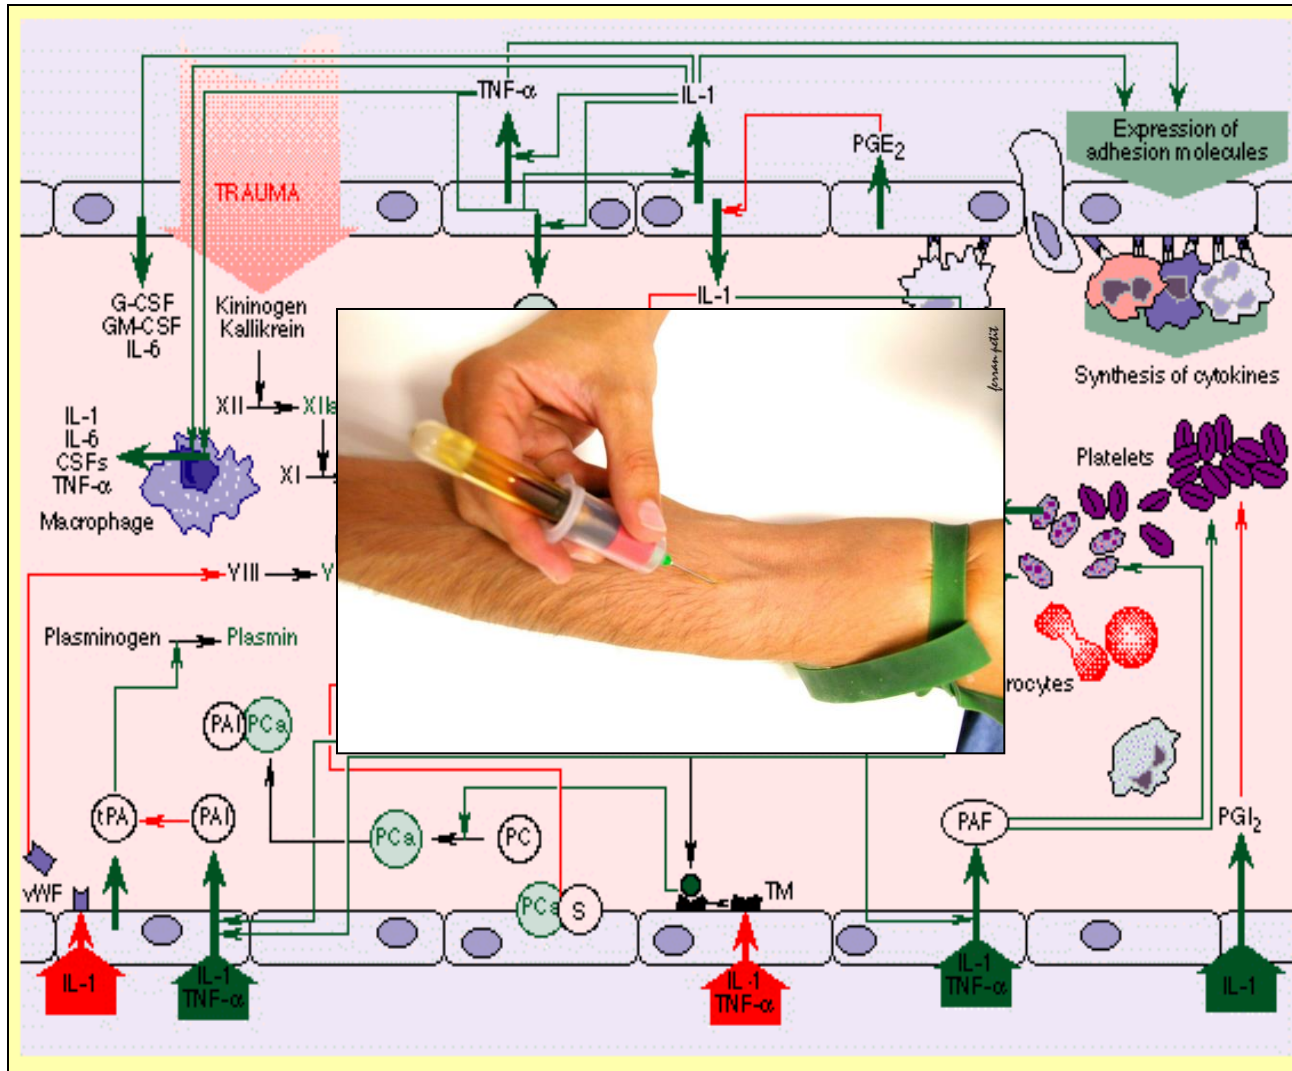 TNF-α
IL-1
PGE2
Expression of
adhesion molecules
TRAUMA
G-CSF
GM-CSF
IL-6
Kininogen
Kallikrein
IL-1
ferran petit
Synthesis of cytokines
XII
XIIa
IL-1
IL-6
CSFs
TNF-α
Macrophage
XI
Platelets
VIII
V
Plasminogen
Plasmin
rocytes
PAI
PCa
tPA
PAI
PCa
PC
PAF
PGI2
vWF
PCa
S
TM
IL-1
IL-1
TNF-α
IL-1
TNF-α
IL-1
TNF-α
IL-1